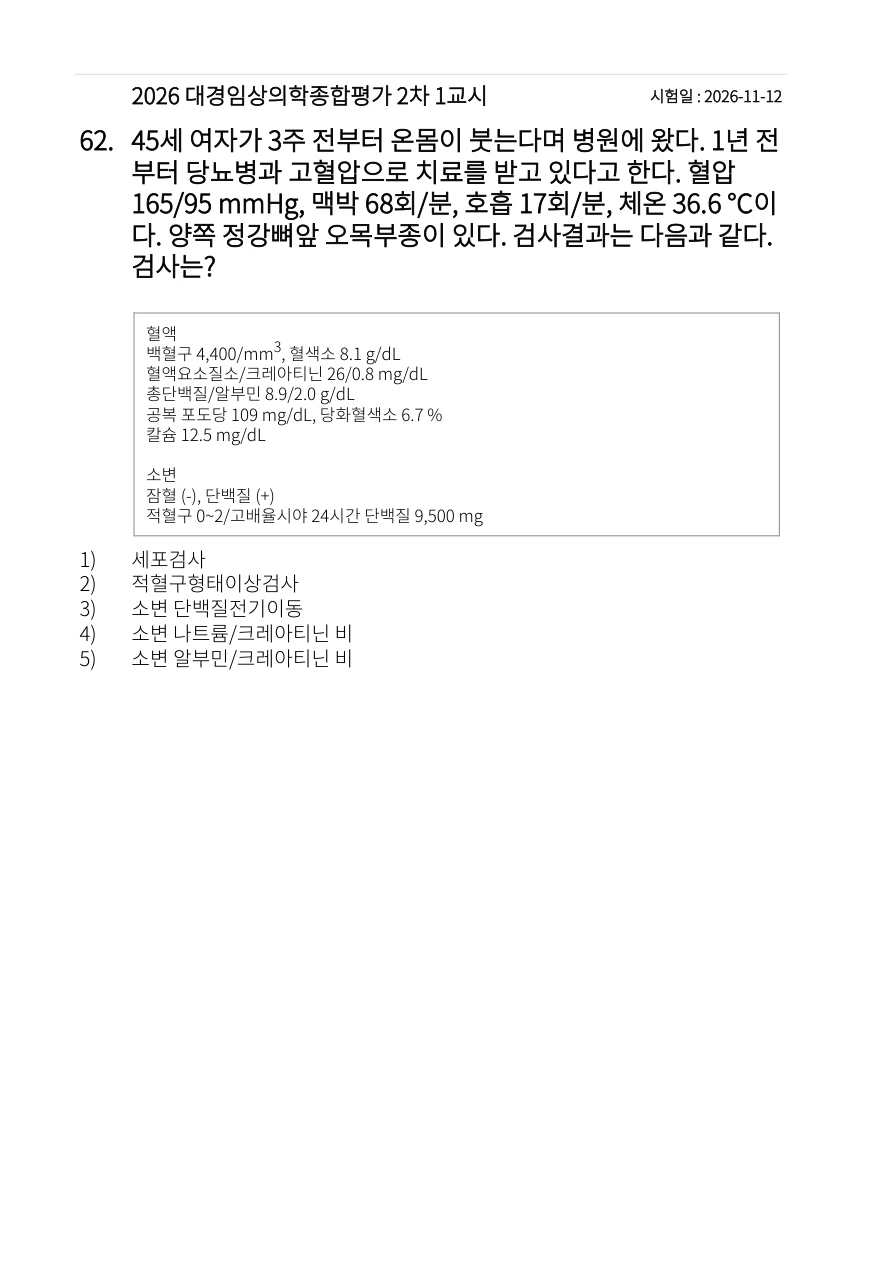 2026 대경임상의학종합평가 2차 1교시 시험일 : 2026-11-12
62. 45세 여자가 3주 전부터 온몸이 붓는다며 병원에 왔다. 1년 전
부터 당뇨병과 고혈압으로 치료를 받고 있다고 한다. 혈압
165/95 mmHg, 맥박 68회/분, 호흡 17회/분, 체온 36.6 ℃이
다. 양쪽 정강뼈앞 오목부종이 있다. 검사결과는 다음과 같다.
검사는?
혈액
백혈구 4,400/mm³, 혈색소 8.1 g/dL
혈액요소질소/크레아티닌 26/0.8 mg/dL
총단백질/알부민 8.9/2.0 g/dL
공복 포도당 109 mg/dL, 당화혈색소 6.7 %
칼슘 12.5 mg/dL
소변
잠혈 (-), 단백질 (+)
적혈구 0~2/고배율시야 24시간 단백질 9,500 mg
1) 세포검사
2) 적혈구형태이상검사
3) 소변 단백질전기이동
4) 소변 나트륨/크레아티닌 비
5) 소변 알부민/크레아티닌 비